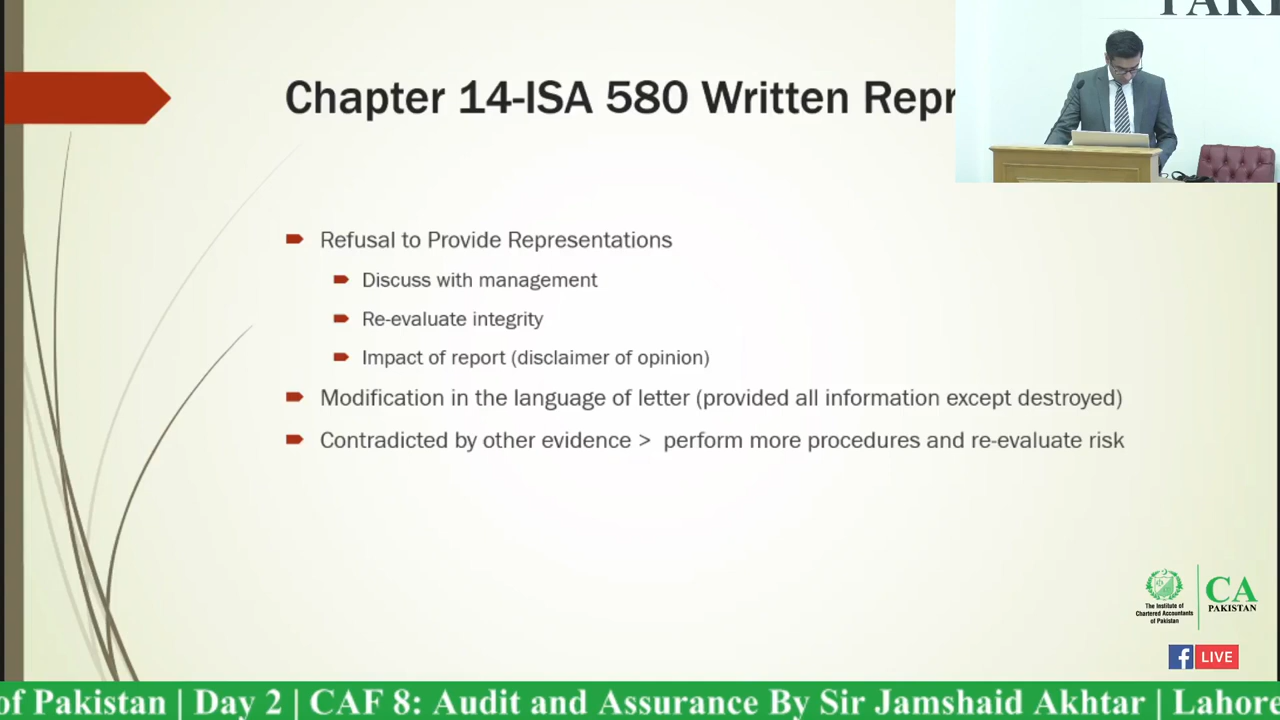 Chapter 14-ISA 580 Written Repr
Refusal to Provide Representations
Discuss with management
Re-evaluate integrity
Impact of report (disclaimer of opinion)
Modification in the language of letter (provided all information except destroyed)
Contradicted by other evidence > perform more procedures and re-evaluate risk
The Institute of
Chartered Accountants
of Pakistan
CA
PAKISTAN
f LIVE
of Pakistan | Day 2 | CAF 8: Audit and Assurance By Sir Jamshaid Akhtar | Lahore